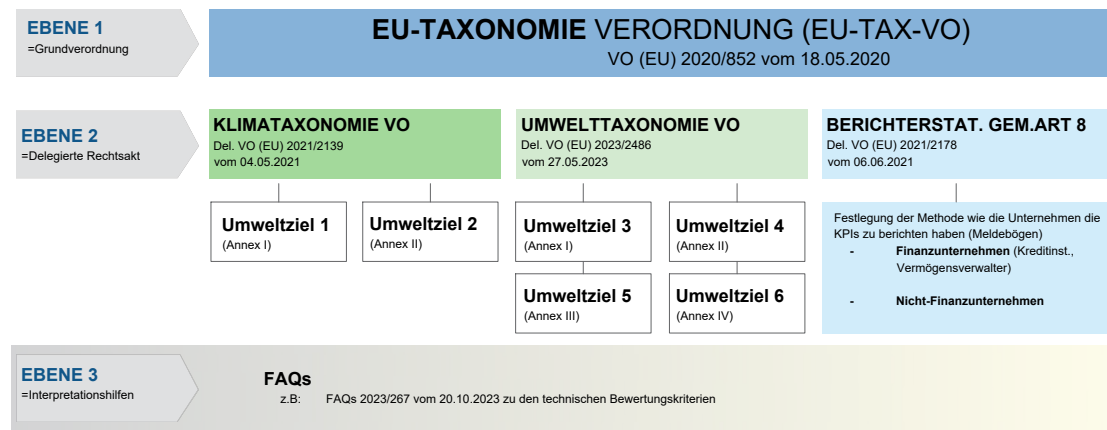 EBENE 1
=Grundverordnung
EU-TAXONOMIE VERORDNUNG (EU-TAX-VO)
VO (EU) 2020/852 vom 18.05.2020
EBENE 2
=Delegierte Rechtsakt
KLIMATAXONOMIE VO
Del. VO (EU) 2021/2139
vom 04.05.2021
UMWELTTAXONOMIE VO
Del. VO (EU) 2023/2486
vom 27.05.2023
BERICHTERSTAT. GEM.ART 8
Del. VO (EU) 2021/2178
vom 06.06.2021
Umweltziel 1
(Annex I)
Umweltziel 2
(Annex II)
Umweltziel 3
(Annex I)
Umweltziel 4
(Annex II)
Umweltziel 5
(Annex III)
Umweltziel 6
(Annex IV)
Festlegung der Methode wie die Unternehmen die
KPIs zu berichten haben (Meldebögen)
- Finanzunternehmen (Kreditinst.,
Vermögensverwalter)
- Nicht-Finanzunternehmen
EBENE 3
=Interpretationshilfen
FAQs
z.B: FAQs 2023/267 vom 20.10.2023 zu den technischen Bewertungskriterien